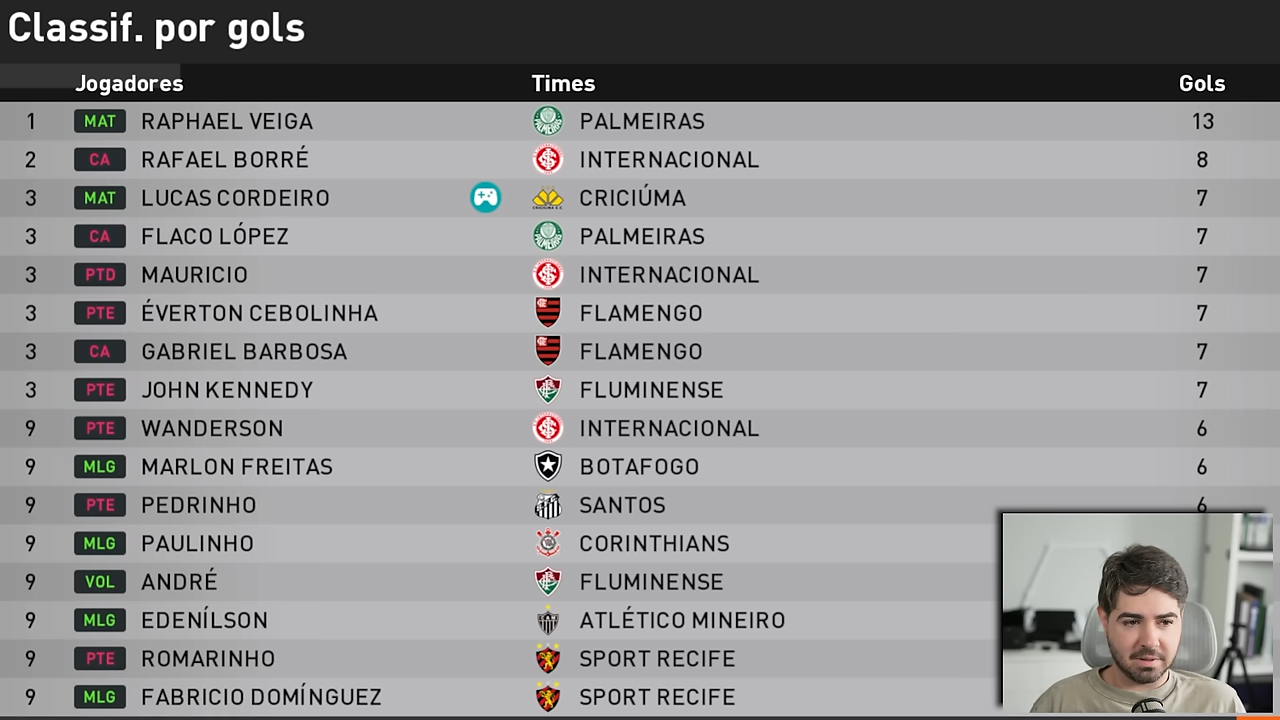 Classif. por gols
Jogadores Times Gols
1 MAT RAPHAEL VEIGA PALMEIRAS 13
2 CA RAFAEL BORRÉ INTERNACIONAL 8
3 MAT LUCAS CORDEIRO CRICIÚMA 7
3 CA FLACO LÓPEZ PALMEIRAS 7
3 PTD MAURICIO INTERNACIONAL 7
3 PTE ÉVERTON CEBOLINHA FLAMENGO 7
3 CA GABRIEL BARBOSA FLAMENGO 7
3 PTE JOHN KENNEDY FLUMINENSE 7
9 PTE WANDERSON INTERNACIONAL 6
9 MLG MARLON FREITAS BOTAFOGO 6
9 PTE PEDRINHO SANTOS 6
9 MLG PAULINHO CORINTHIANS
9 VOL ANDRÉ FLUMINENSE
9 MLG EDENÍLSON ATLÉTICO MINEIRO
9 PTE ROMARINHO SPORT RECIFE
9 MLG FABRICIO DOMÍNGUEZ SPORT RECIFE